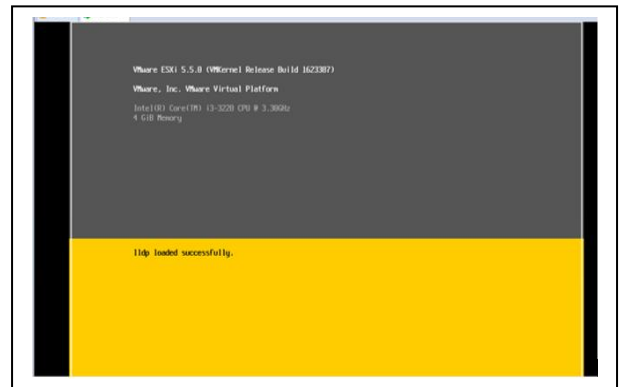 VMware ESXi 5.5.0 (VMKernel Release Build 1623387)
VMware, Inc. VMware Virtual Platform
Intel(R) Core(TM) i3-3220 CPU @ 3.30GHz
4 GiB Memory
lldp loaded successfully.